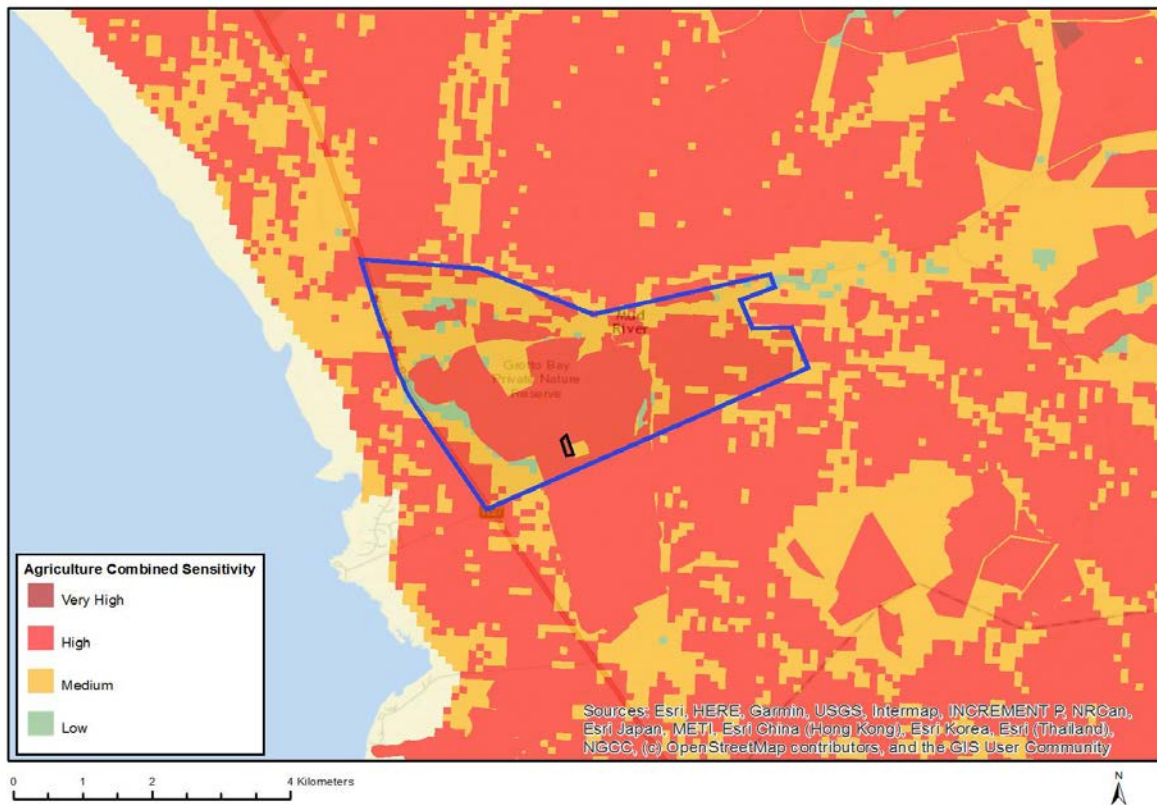 Mud
River
Grotto Bay
Private Nature
Reserve
Agriculture Combined Sensitivity
Very High
High
Medium
Low
Sources: Esri, HERE, Garmin, USGS, Intermap, INCREMENT P, NRCan,
Esri Japan, METI, Esri China (Hong Kong), Esri Korea, Esri (Thailand),
NGCC, (c) OpenStreetMap contributors, and the GIS User Community
0 1 2 4 Kilometers
N